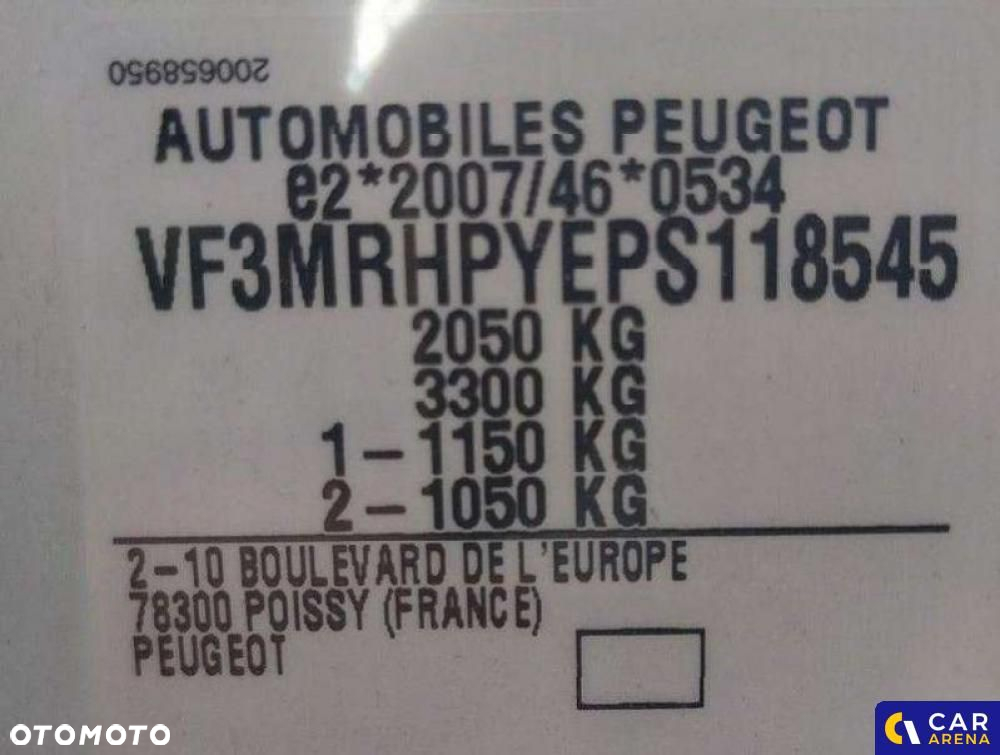 200658950
AUTOMOBILES PEUGEOT
e2*2007/46*0534
VF3MRHPYEPS118545
2050 KG
3300 KG
1-1150 KG
2-1050 KG
2-10 BOULEVARD DE L'EUROPE
78300 POISSY (FRANCE)
PEUGEOT
OTOMOTO
CAR
ARENA